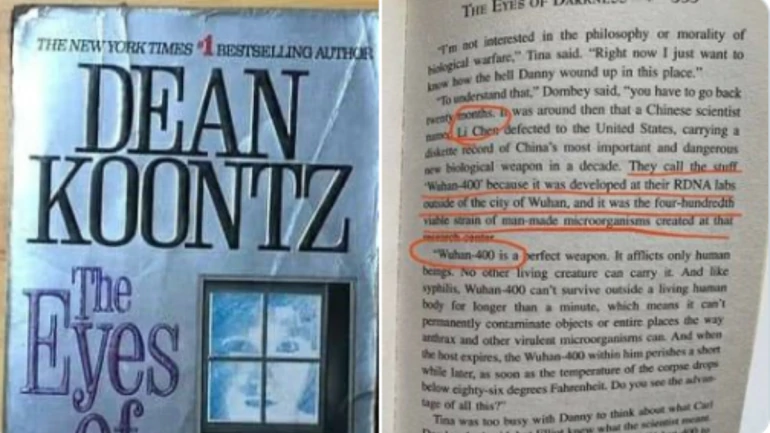 THE NEW YORK TIMES #1 BESTSELLING AUTHOR
DEAN
KOONTZ
The
Eyes
of
THE EYES OF DARKNESS
"I'm not interested in the philosophy or morality of
biological warfare," Tina said. "Right now I just want to
know how the hell Danny wound up in this place."
"To understand that," Dombey said, "you have to go back
twenty months. It was around then that a Chinese scientist
named Li Chen defected to the United States, carrying a
diskette record of China's most important and dangerous
new biological weapon in a decade. They call the stuff
'Wuhan-400' because it was developed at their RDNA labs
outside of the city of Wuhan, and it was the four-hundredth
viable strain of man-made microorganisms created at that
research center.
"Wuhan-400 is a perfect weapon. It afflicts only human
beings. No other living creature can carry it. And like
syphilis, Wuhan-400 can't survive outside a living human
body for longer than a minute, which means it can't
permanently contaminate objects or entire places the way
anthrax and other virulent microorganisms can. And when
the host expires, the Wuhan-400 within him perishes a short
while later, as soon as the temperature of the corpse drops
below eighty-six degrees Fahrenheit. Do you see the advan-
tage of all this?"
Tina was too busy with Danny to think about what Carl
what the scientist meant.